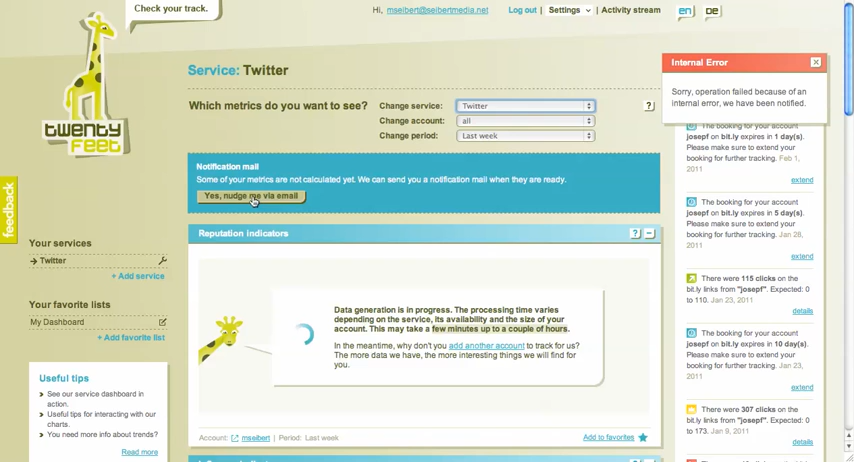 Check your track.
Hi, mseibert@seibertmedia.net
Log out | Settings | Activity stream
en
DE
twenty
feet
feedback
Service: Twitter
Which metrics do you want to see?
Change service: Twitter
?
Change account: all
Change period: Last week
Notification mail
Some of your metrics are not calculated yet. We can send you a notification mail when they are ready.
Yes, nudge me via email
Your services
Twitter
+ Add service
Your favorite lists
My Dashboard
+ Add favorite list
Useful tips
See our service dashboard in
action.
Useful tips for interacting with our
charts.
You need more info about trends?
Read more
Reputation indicators
?
Data generation is in progress. The processing time varies
depending on the service, its availability and the size of your
account. This may take a few minutes up to a couple of hours.
In the meantime, why don't you add another account to track for us?
The more data we have, the more interesting things we will find for
you.
Account: mseibert | Period: Last week
Add to favorites
Internal Error
Sorry, operation failed because of an
internal error, we have been notified.
The booking for your account
josepf on bit.ly expires in 1 day(s).
Please make sure to extend your
booking for further tracking. Feb 1,
2011
extend
The booking for your account
josepf on bit.ly expires in 5 day(s).
Please make sure to extend your
booking for further tracking. Jan 28,
2011
extend
There were 115 clicks on the
bit.ly links from "josepf". Expected: 0
to 110. Jan 23, 2011
details
The booking for your account
josepf on bit.ly expires in 10 day(s).
Please make sure to extend your
booking for further tracking. Jan 23,
2011
extend
There were 307 clicks on the
bit.ly links from "josepf". Expected: 0
to 173. Jan 9, 2011
details